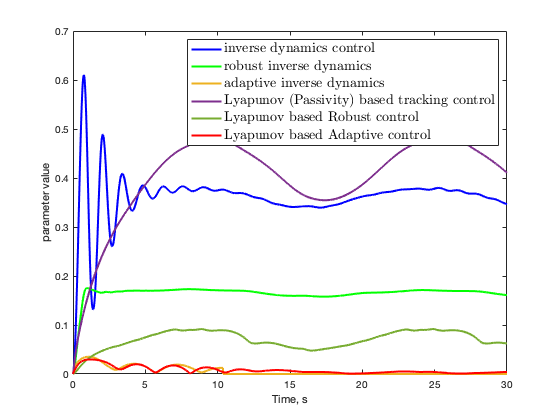 0.7
inverse dynamics control
robust inverse dynamics
adaptive inverse dynamics
Lyapunov (Passivity) based tracking control
Lyapunov based Robust control
Lyapunov based Adaptive control
0.6
0.5
0.4
0.3
0.2
0.1
0
parameter value
0 5 10 15 20 25 30
Time, s